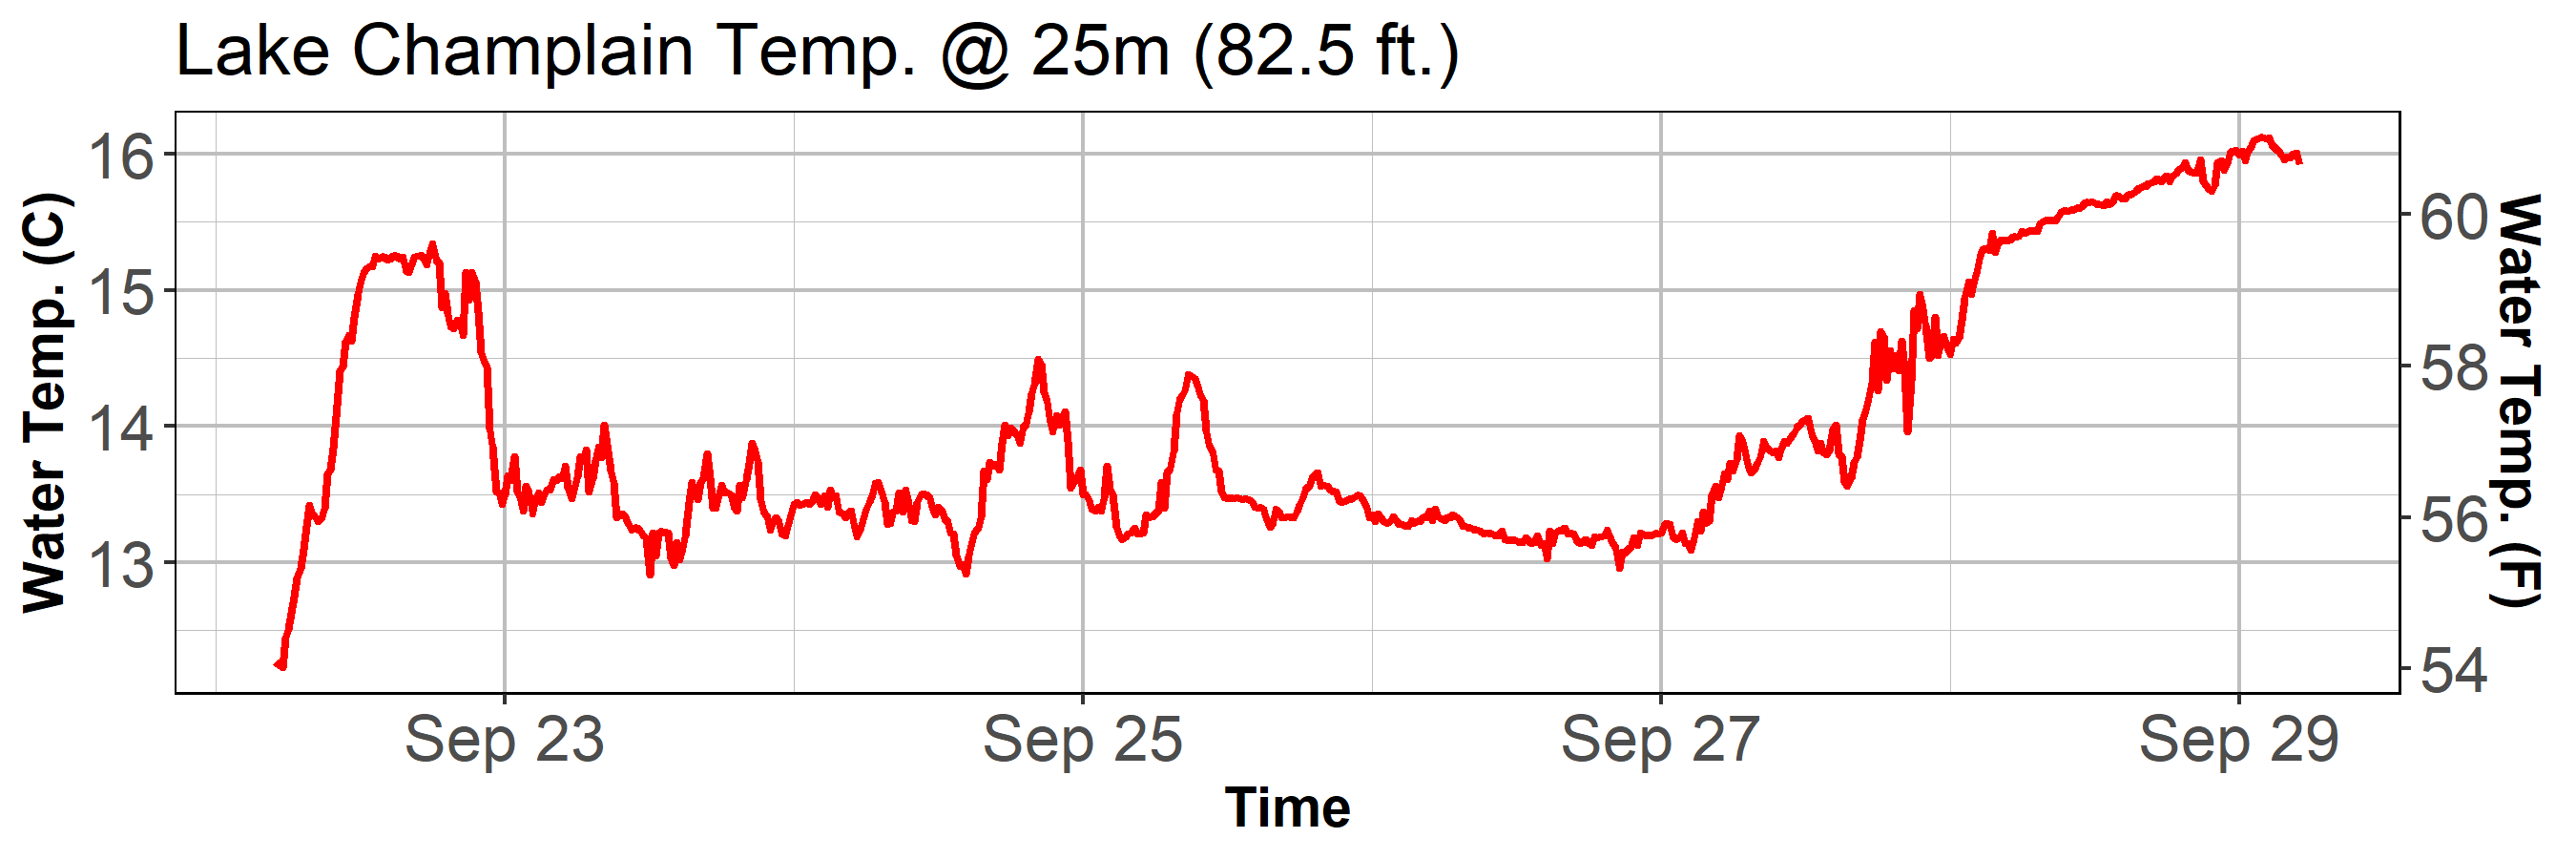 Lake Champlain Temp. @ 25m (82.5 ft.)
Water Temp. (C)
16
15
14
13
60
58
56
54
Water Temp. (F)
Sep 23
Sep 25
Sep 27
Sep 29
Time